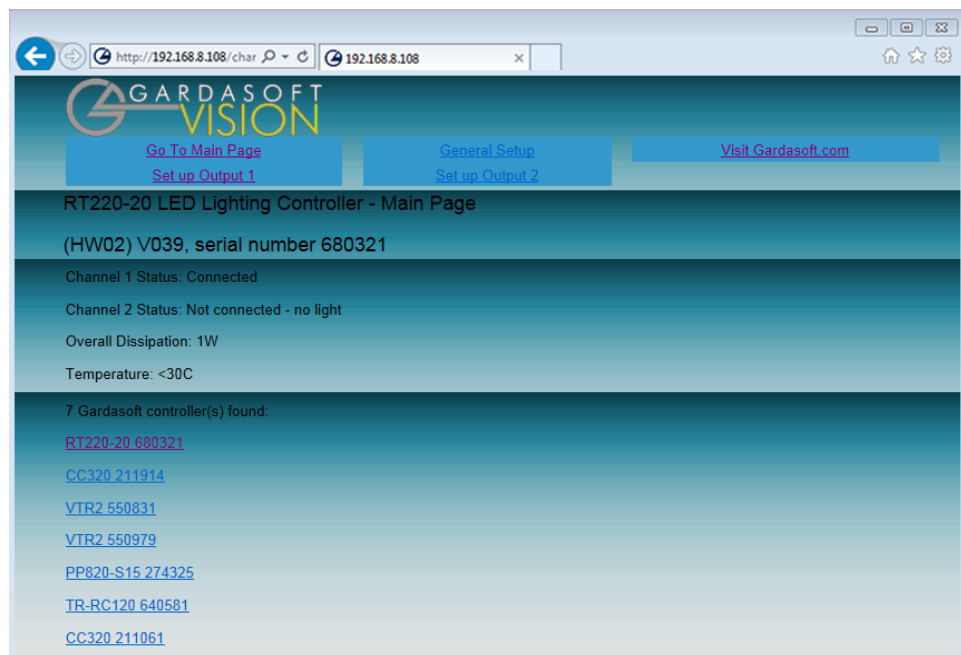 http://192.168.8.108/char
192.168.8.108
GARDASOFT
VISION
Go To Main Page General Setup Visit Gardasoft.com
Set up Output 1 Set up Output 2
RT220-20 LED Lighting Controller - Main Page
(HW02) V039, serial number 680321
Channel 1 Status: Connected
Channel 2 Status: Not connected - no light
Overall Dissipation: 1W
Temperature: <30C
7 Gardasoft controller(s) found:
RT220-20 680321
CC320 211914
VTR2 550831
VTR2 550979
PP820-S15 274325
TR-RC120 640581
CC320 211061